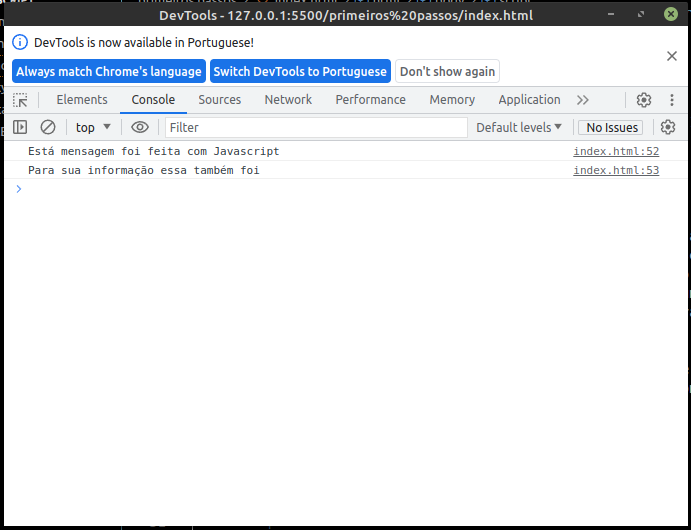 DevTools - 127.0.0.1:5500/primeiros%20passos/index.html
DevTools is now available in Portuguese!
Always match Chrome's language Switch DevTools to Portuguese Don't show again
Elements Console Sources Network Performance Memory Application
top Filter Default levels No Issues
Está mensagem foi feita com Javascript index.html:52
Para sua informação essa também foi index.html:53